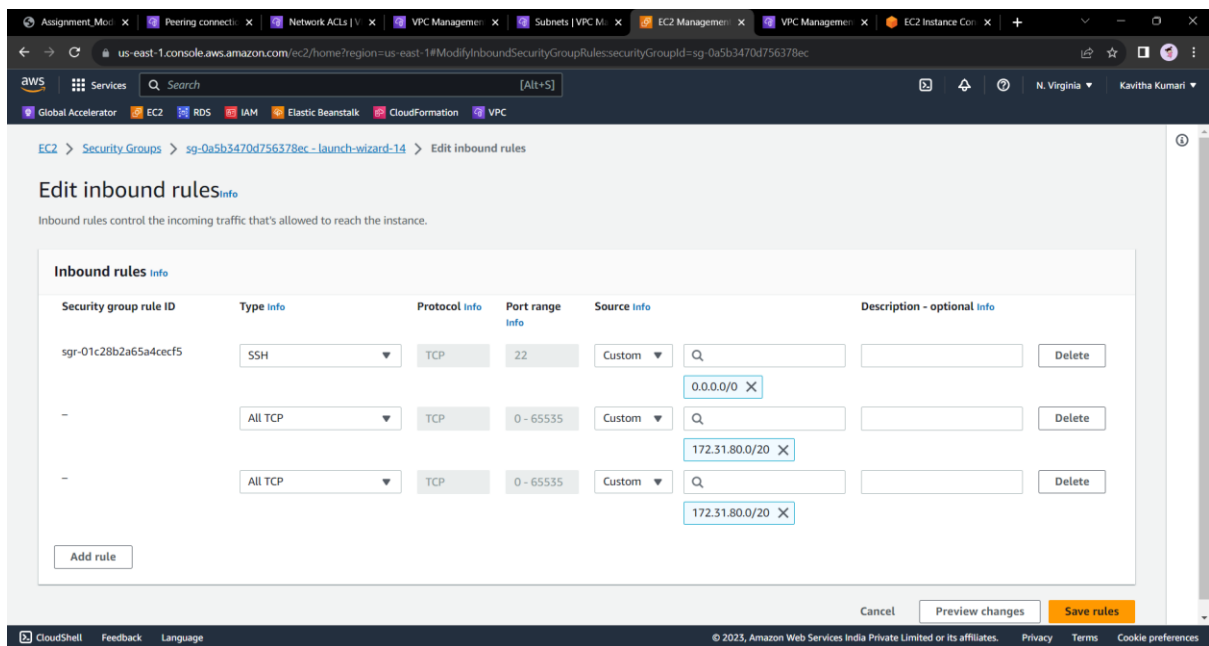 Assignment_Mod Peering connectio Network ACLs | V VPC Managemen Subnets | VPC Ma EC2 Management VPC Managemen EC2 Instance Con
us-east-1.console.aws.amazon.com/ec2/home?region=us-east-1#ModifyInboundSecurityGroupRules:securityGroupId=sg-0a5b3470d756378ec
aws Services Search [Alt+S] N. Virginia Kavitha Kumari
Global Accelerator EC2 RDS IAM Elastic Beanstalk CloudFormation VPC
EC2 > Security Groups > sg-0a5b3470d756378ec - launch-wizard-14 > Edit inbound rules
Edit inbound rules Info
Inbound rules control the incoming traffic that's allowed to reach the instance.
Inbound rules Info
Security group rule ID Type Info Protocol Info Port range Info Source Info Description - optional Info
sgr-01c28b2a65a4cecf5 SSH TCP 22 Custom Delete
0.0.0.0/0
– All TCP TCP 0 - 65535 Custom Delete
172.31.80.0/20
– All TCP TCP 0 - 65535 Custom Delete
172.31.80.0/20
Add rule
Cancel Preview changes Save rules
CloudShell Feedback Language © 2023, Amazon Web Services India Private Limited or its affiliates. Privacy Terms Cookie preferences